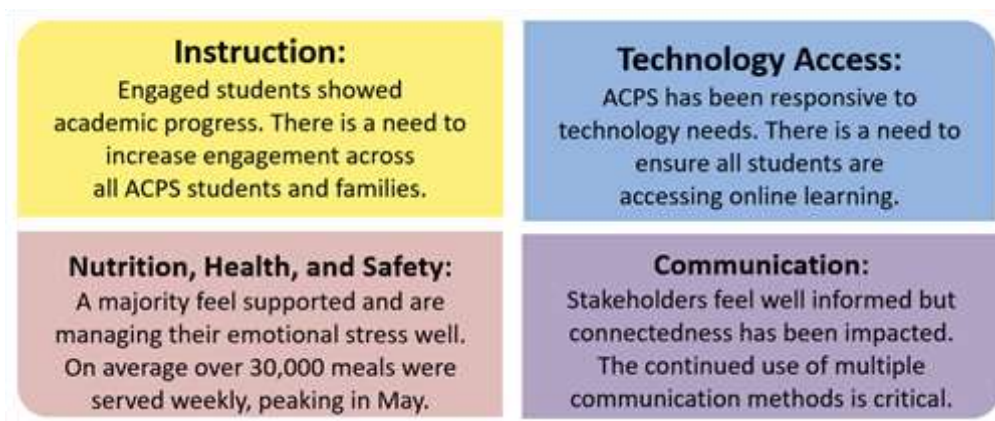 Instruction:
Engaged students showed
academic progress. There is a need to
increase engagement across
all ACPS students and families.
Technology Access:
ACPS has been responsive to
technology needs. There is a need to
ensure all students are
accessing online learning.
Nutrition, Health, and Safety:
A majority feel supported and are
managing their emotional stress well.
On average over 30,000 meals were
served weekly, peaking in May.
Communication:
Stakeholders feel well informed but
connectedness has been impacted.
The continued use of multiple
communication methods is critical.